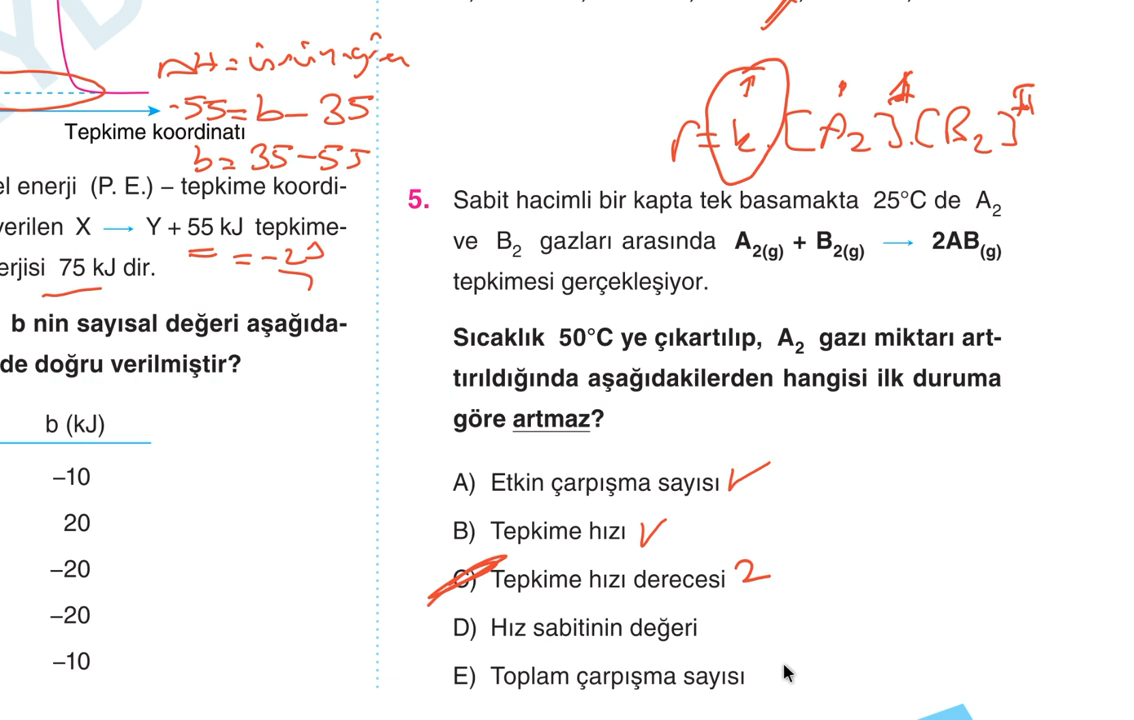 ΔH = ürün - giren
-55 = b - 35
Tepkime koordinatı
b = 35 - 55
el enerji (P. E.) – tepkime koordi-
verilen X → Y + 55 kJ tepkime-
= = -20
erjisi 75 kJ dir.
b nin sayısal değeri aşağıda-
de doğru verilmiştir?
b (kJ)
–10
20
–20
–20
–10
r = k.[A2].[B2]
5. Sabit hacimli bir kapta tek basamakta 25°C de A2
ve B2 gazları arasında A2(g) + B2(g) → 2AB(g)
tepkimesi gerçekleşiyor.
Sıcaklık 50°C ye çıkartılıp, A2 gazı miktarı art-
tırıldığında aşağıdakilerden hangisi ilk duruma
göre artmaz?
A) Etkin çarpışma sayısı
B) Tepkime hızı
C) Tepkime hızı derecesi 2
D) Hız sabitinin değeri
E) Toplam çarpışma sayısı